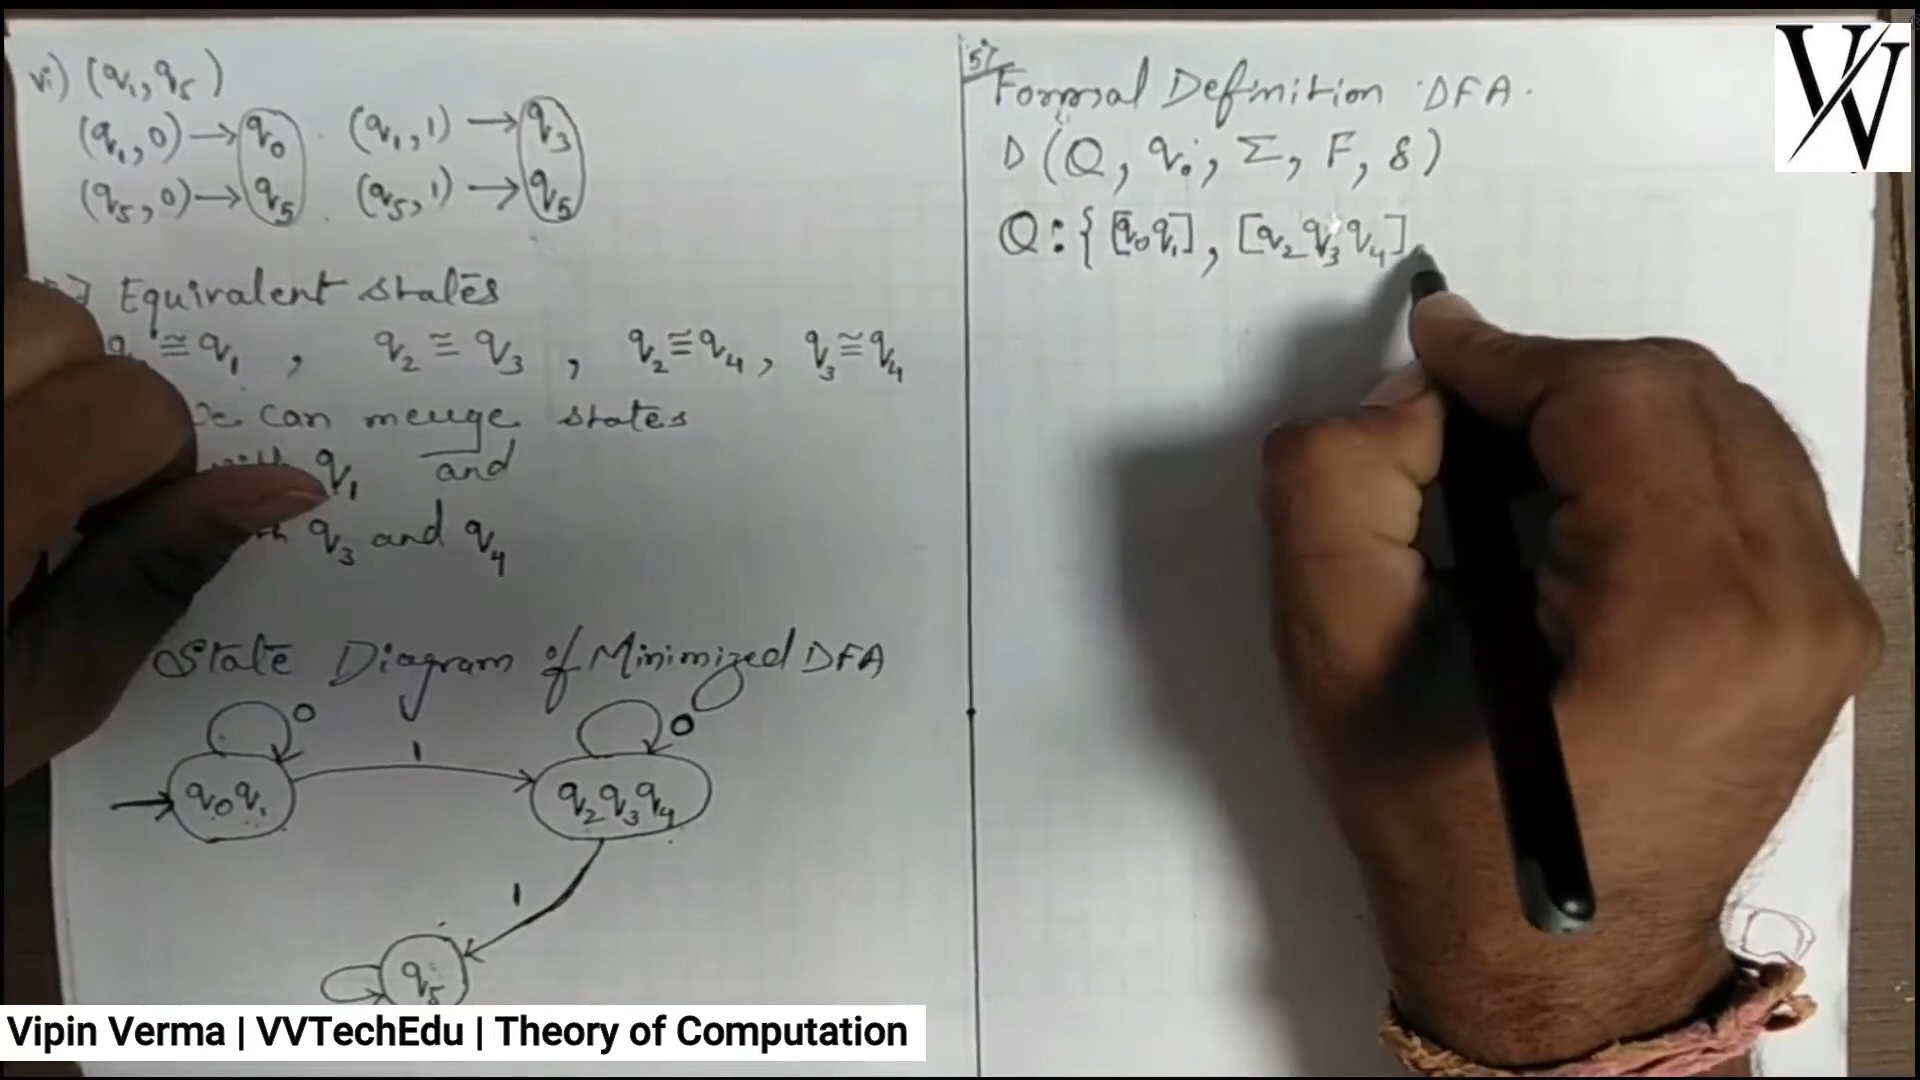 vi) (q1, q5)
(q1, 0) → q0 (q1, 1) → q3
(q5, 0) → q5 (q5, 1) → q5
Equivalent states
≅ q1 , q2 ≅ q3 , q2 ≅ q4 , q3 ≅ q4
can merge states
q1 and
q3 and q4
State Diagram of Minimized DFA
0 0
1
q0q1 q2q3q4
1
q5
5)
Formal Definition DFA.
D (Q, q0, Σ, F, δ)
Q : { [q0q1], [q2q3q4]
VV
Vipin Verma | VVTechEdu | Theory of Computation